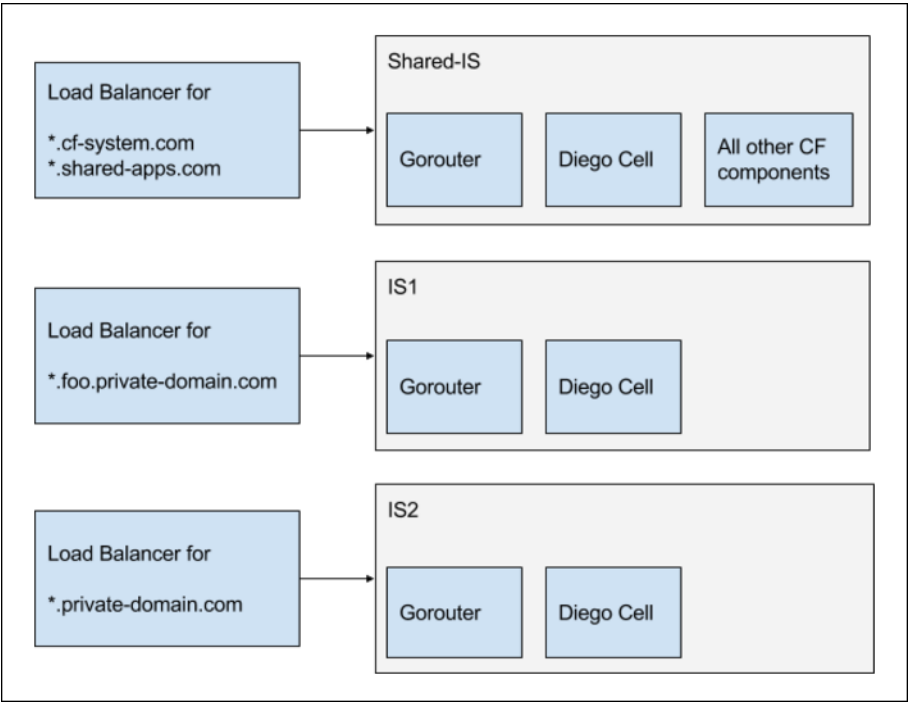 Load Balancer for
*.cf-system.com
*.shared-apps.com
Shared-IS
Gorouter
Diego Cell
All other CF
components
Load Balancer for
*.foo.private-domain.com
IS1
Gorouter
Diego Cell
Load Balancer for
*.private-domain.com
IS2
Gorouter
Diego Cell